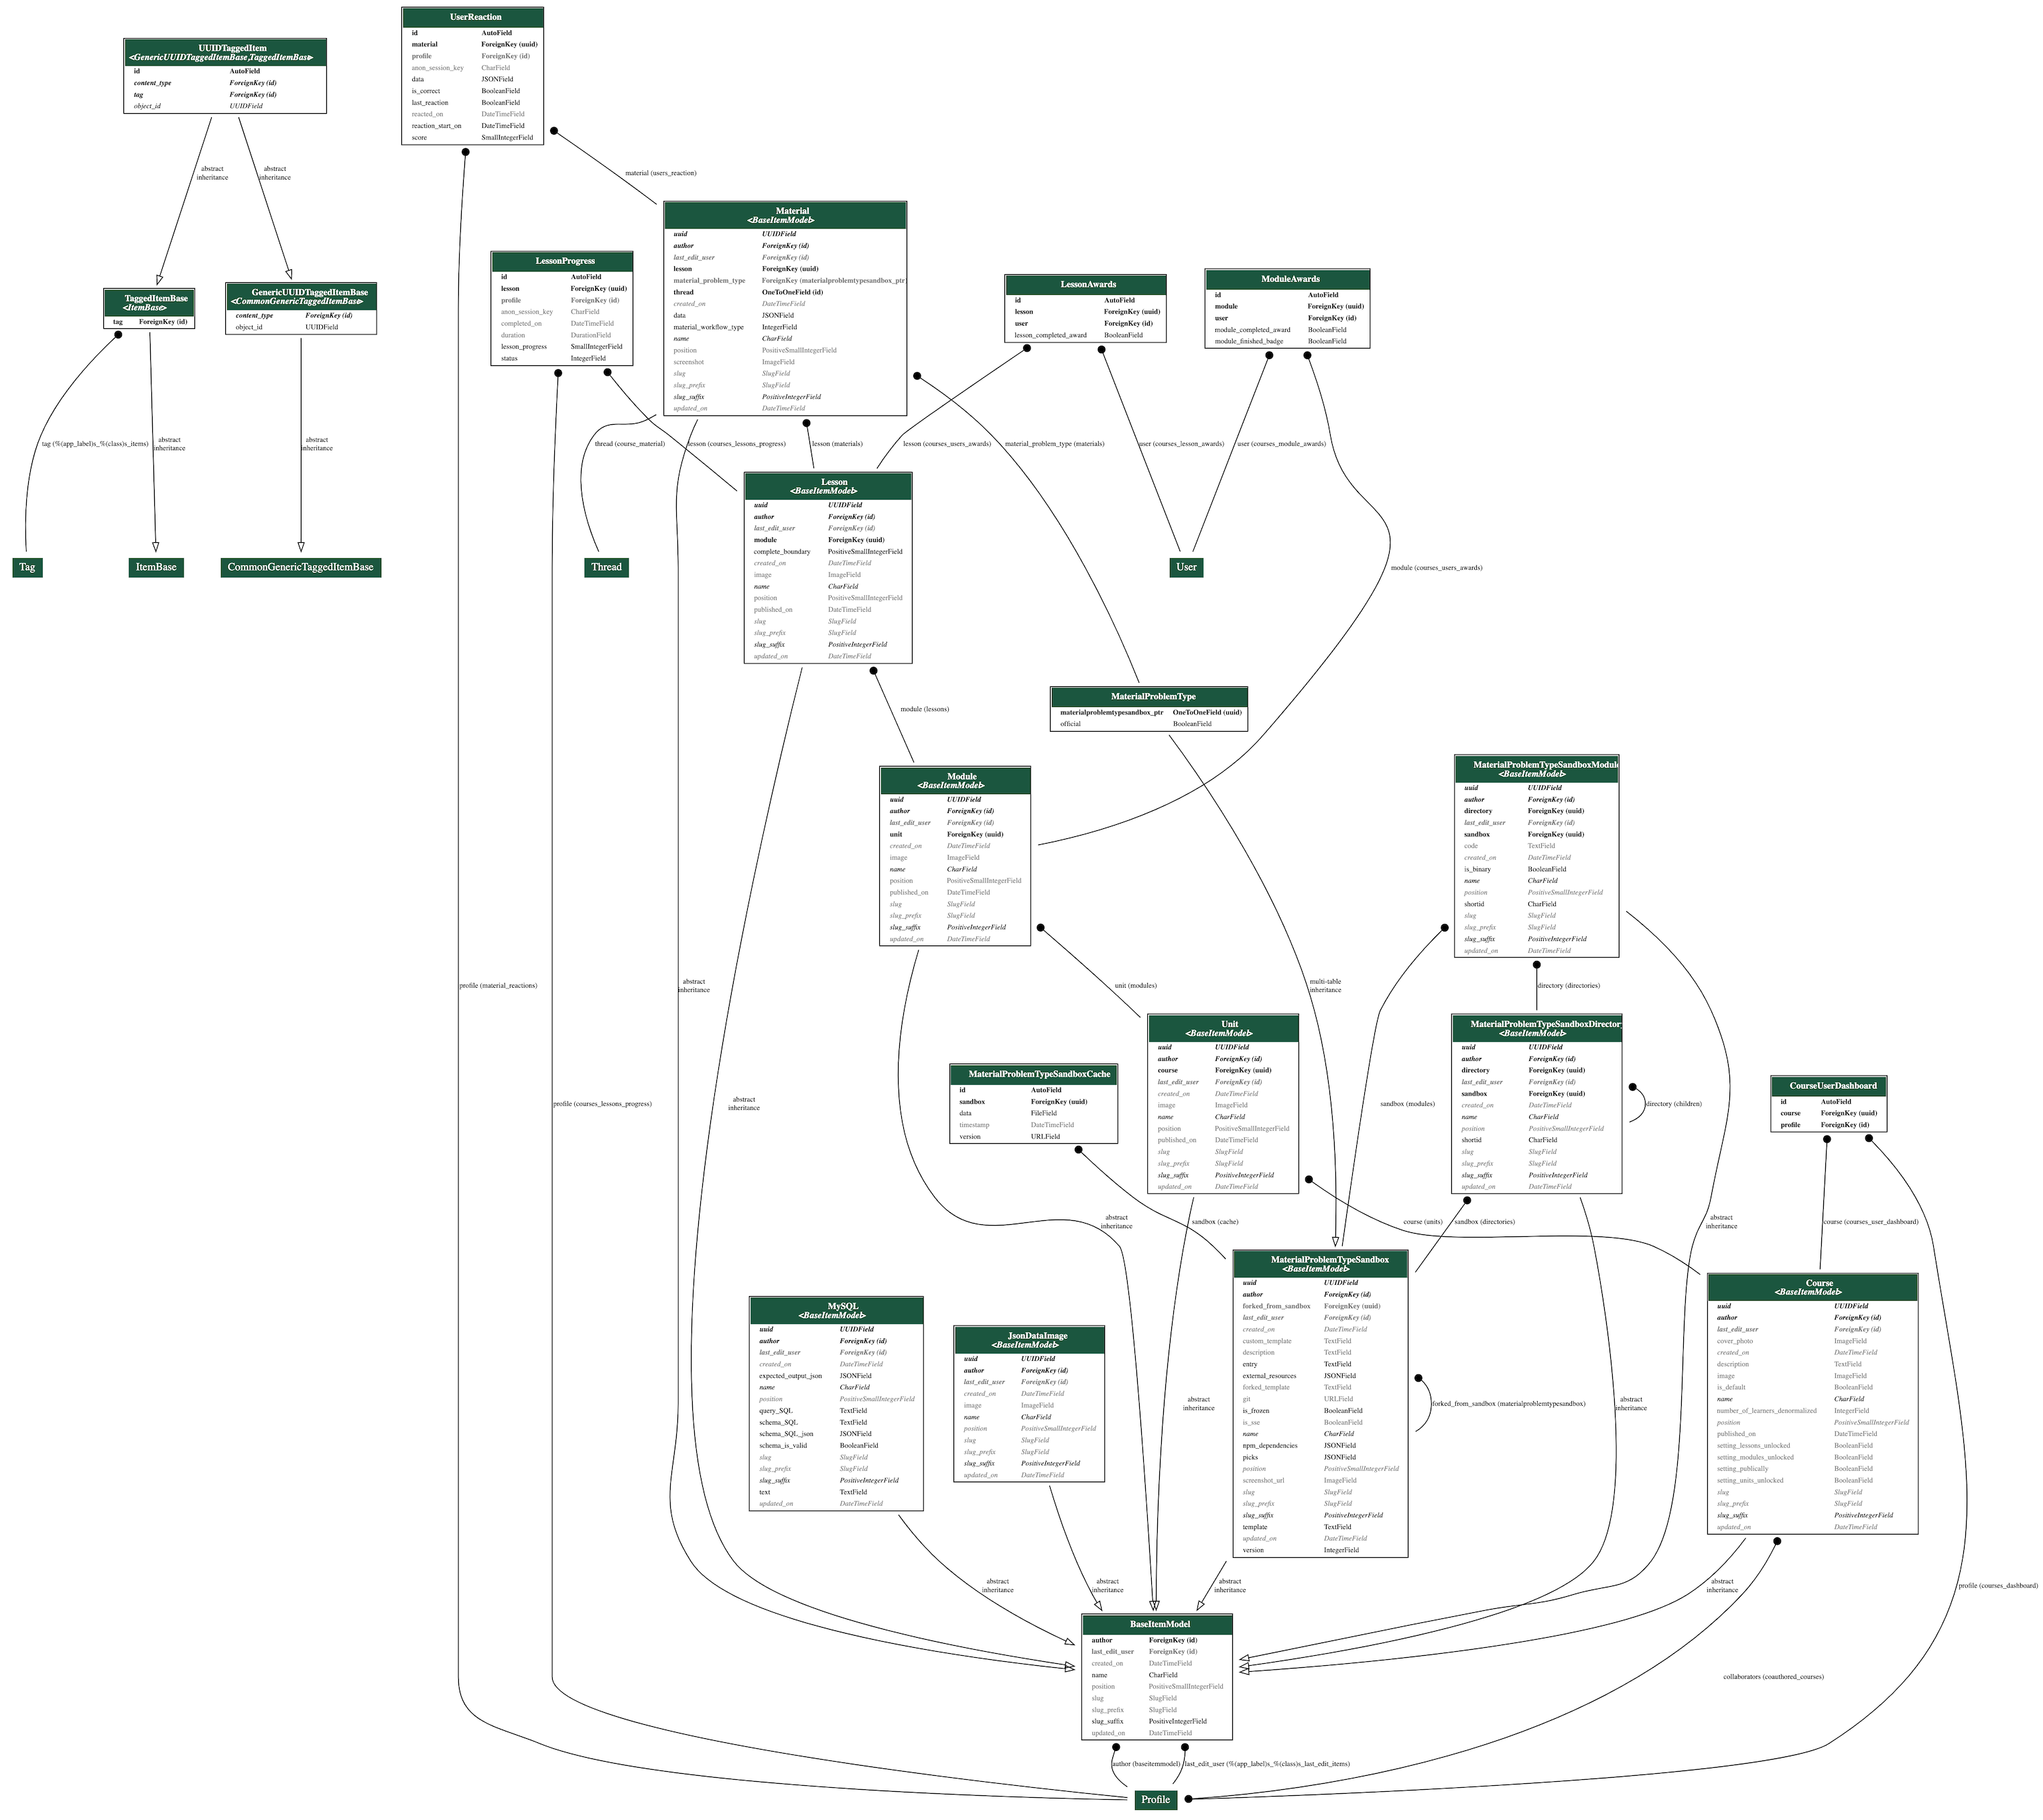 UserReaction
id AutoField
material ForeignKey (uuid)
profile ForeignKey (id)
anon_session_key CharField
data JSONField
is_correct BooleanField
last_reaction BooleanField
reacted_on DateTimeField
reaction_start_on DateTimeField
score SmallIntegerField
UUIDTaggedItem
<GenericUUIDTaggedItemBase,TaggedItemBase>
id AutoField
content_type ForeignKey (id)
tag ForeignKey (id)
object_id UUIDField
abstract
inheritance
abstract
inheritance
material (users_reaction)
Material
<BaseItemModel>
uuid UUIDField
author ForeignKey (id)
last_edit_user ForeignKey (id)
lesson ForeignKey (uuid)
material_problem_type ForeignKey (materialproblemtypesandbox_ptr)
thread OneToOneField (id)
created_on DateTimeField
data JSONField
material_workflow_type IntegerField
name CharField
position PositiveSmallIntegerField
screenshot ImageField
slug SlugField
slug_prefix SlugField
slug_suffix PositiveIntegerField
updated_on DateTimeField
LessonProgress
id AutoField
lesson ForeignKey (uuid)
profile ForeignKey (id)
anon_session_key CharField
completed_on DateTimeField
duration DurationField
lesson_progress SmallIntegerField
status IntegerField
LessonAwards
id AutoField
lesson ForeignKey (uuid)
user ForeignKey (id)
lesson_completed_award BooleanField
ModuleAwards
id AutoField
module ForeignKey (uuid)
user ForeignKey (id)
module_completed_award BooleanField
module_finished_badge BooleanField
TaggedItemBase
<ItemBase>
tag ForeignKey (id)
GenericUUIDTaggedItemBase
<CommonGenericTaggedItemBase>
content_type ForeignKey (id)
object_id UUIDField
tag (%(app_label)s_%(class)s_items)
abstract
inheritance
abstract
inheritance
thread (course_material)
lesson (courses_lessons_progress)
lesson (materials)
lesson (courses_users_awards)
material_problem_type (materials)
user (courses_lesson_awards)
user (courses_module_awards)
Lesson
<BaseItemModel>
uuid UUIDField
author ForeignKey (id)
last_edit_user ForeignKey (id)
module ForeignKey (uuid)
complete_boundary PositiveSmallIntegerField
created_on DateTimeField
image ImageField
name CharField
position PositiveSmallIntegerField
published_on DateTimeField
slug SlugField
slug_prefix SlugField
slug_suffix PositiveIntegerField
updated_on DateTimeField
Tag
ItemBase
CommonGenericTaggedItemBase
Thread
User
module (courses_users_awards)
module (lessons)
MaterialProblemType
materialproblemtypesandbox_ptr OneToOneField (uuid)
official BooleanField
Module
<BaseItemModel>
uuid UUIDField
author ForeignKey (id)
last_edit_user ForeignKey (id)
unit ForeignKey (uuid)
created_on DateTimeField
image ImageField
name CharField
position PositiveSmallIntegerField
published_on DateTimeField
slug SlugField
slug_prefix SlugField
slug_suffix PositiveIntegerField
updated_on DateTimeField
MaterialProblemTypeSandboxModule
<BaseItemModel>
uuid UUIDField
author ForeignKey (id)
directory ForeignKey (uuid)
last_edit_user ForeignKey (id)
sandbox ForeignKey (uuid)
code TextField
created_on DateTimeField
is_binary BooleanField
name CharField
position PositiveSmallIntegerField
shortid CharField
slug SlugField
slug_prefix SlugField
slug_suffix PositiveIntegerField
updated_on DateTimeField
profile (material_reactions)
abstract
inheritance
unit (modules)
multi-table
inheritance
directory (directories)
Unit
<BaseItemModel>
uuid UUIDField
author ForeignKey (id)
course ForeignKey (uuid)
last_edit_user ForeignKey (id)
created_on DateTimeField
image ImageField
name CharField
position PositiveSmallIntegerField
published_on DateTimeField
slug SlugField
slug_prefix SlugField
slug_suffix PositiveIntegerField
updated_on DateTimeField
MaterialProblemTypeSandboxDirectory
<BaseItemModel>
uuid UUIDField
author ForeignKey (id)
directory ForeignKey (uuid)
last_edit_user ForeignKey (id)
sandbox ForeignKey (uuid)
created_on DateTimeField
name CharField
position PositiveSmallIntegerField
shortid CharField
slug SlugField
slug_prefix SlugField
slug_suffix PositiveIntegerField
updated_on DateTimeField
MaterialProblemTypeSandboxCache
id AutoField
sandbox ForeignKey (uuid)
data FileField
timestamp DateTimeField
version URLField
CourseUserDashboard
id AutoField
course ForeignKey (uuid)
profile ForeignKey (id)
profile (courses_lessons_progress)
abstract
inheritance
sandbox (modules)
directory (children)
abstract
inheritance
sandbox (cache)
course (units)
sandbox (directories)
abstract
inheritance
course (courses_user_dashboard)
MaterialProblemTypeSandbox
<BaseItemModel>
uuid UUIDField
author ForeignKey (id)
forked_from_sandbox ForeignKey (uuid)
last_edit_user ForeignKey (id)
created_on DateTimeField
custom_template TextField
description TextField
entry TextField
external_resources JSONField
forked_template TextField
git URLField
is_frozen BooleanField
is_sse BooleanField
name CharField
npm_dependencies JSONField
picks JSONField
position PositiveSmallIntegerField
screenshot_url ImageField
slug SlugField
slug_prefix SlugField
slug_suffix PositiveIntegerField
template TextField
updated_on DateTimeField
version IntegerField
Course
<BaseItemModel>
uuid UUIDField
author ForeignKey (id)
last_edit_user ForeignKey (id)
cover_photo ImageField
created_on DateTimeField
description TextField
image ImageField
is_default BooleanField
name CharField
number_of_learners_denormalized IntegerField
position PositiveSmallIntegerField
published_on DateTimeField
setting_lessons_unlocked BooleanField
setting_modules_unlocked BooleanField
setting_publically BooleanField
setting_units_unlocked BooleanField
slug SlugField
slug_prefix SlugField
slug_suffix PositiveIntegerField
updated_on DateTimeField
MySQL
<BaseItemModel>
uuid UUIDField
author ForeignKey (id)
last_edit_user ForeignKey (id)
created_on DateTimeField
expected_output_json JSONField
name CharField
position PositiveSmallIntegerField
query_SQL TextField
schema_SQL TextField
schema_SQL_json JSONField
schema_is_valid BooleanField
slug SlugField
slug_prefix SlugField
slug_suffix PositiveIntegerField
text TextField
updated_on DateTimeField
JsonDataImage
<BaseItemModel>
uuid UUIDField
author ForeignKey (id)
last_edit_user ForeignKey (id)
created_on DateTimeField
image ImageField
name CharField
position PositiveSmallIntegerField
slug SlugField
slug_prefix SlugField
slug_suffix PositiveIntegerField
updated_on DateTimeField
abstract
inheritance
forked_from_sandbox (materialproblemtypesandbox)
abstract
inheritance
abstract
inheritance
abstract
inheritance
abstract
inheritance
abstract
inheritance
profile (courses_dashboard)
BaseItemModel
author ForeignKey (id)
last_edit_user ForeignKey (id)
created_on DateTimeField
name CharField
position PositiveSmallIntegerField
slug SlugField
slug_prefix SlugField
slug_suffix PositiveIntegerField
updated_on DateTimeField
collaborators (coauthored_courses)
author (baseitemmodel)
last_edit_user (%(app_label)s_%(class)s_last_edit_items)
Profile